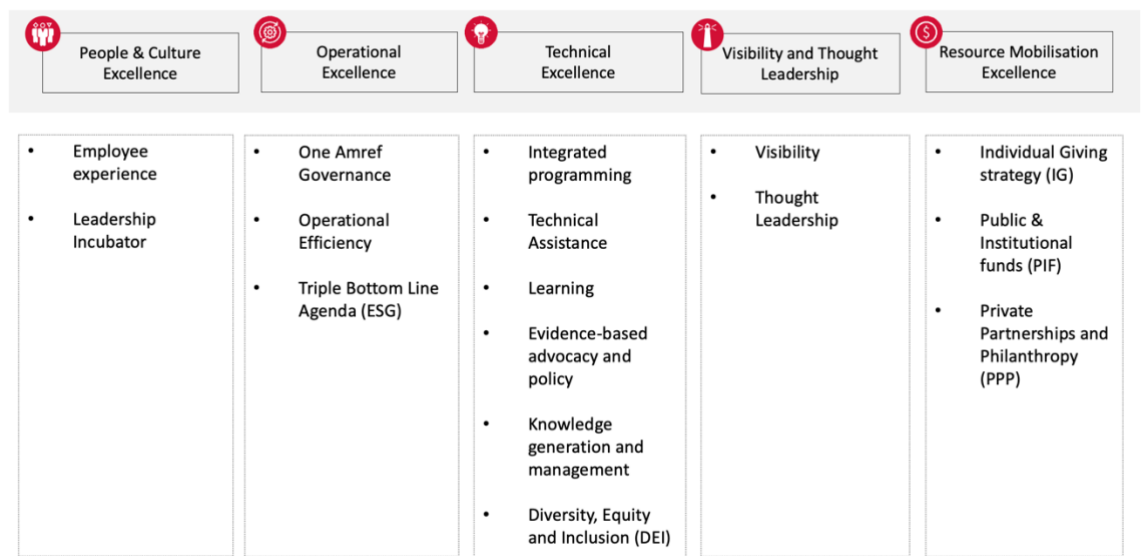 People & Culture
Excellence
Operational
Excellence
Technical
Excellence
Visibility and Thought
Leadership
Resource Mobilisation
Excellence
• Employee
experience
• Leadership
Incubator
• One Amref
Governance
• Operational
Efficiency
• Triple Bottom Line
Agenda (ESG)
• Integrated
programming
• Technical
Assistance
• Learning
• Evidence-based
advocacy and
policy
• Knowledge
generation and
management
• Diversity, Equity
and Inclusion (DEI)
• Visibility
• Thought
Leadership
• Individual Giving
strategy (IG)
• Public &
Institutional
funds (PIF)
• Private
Partnerships and
Philanthropy
(PPP)